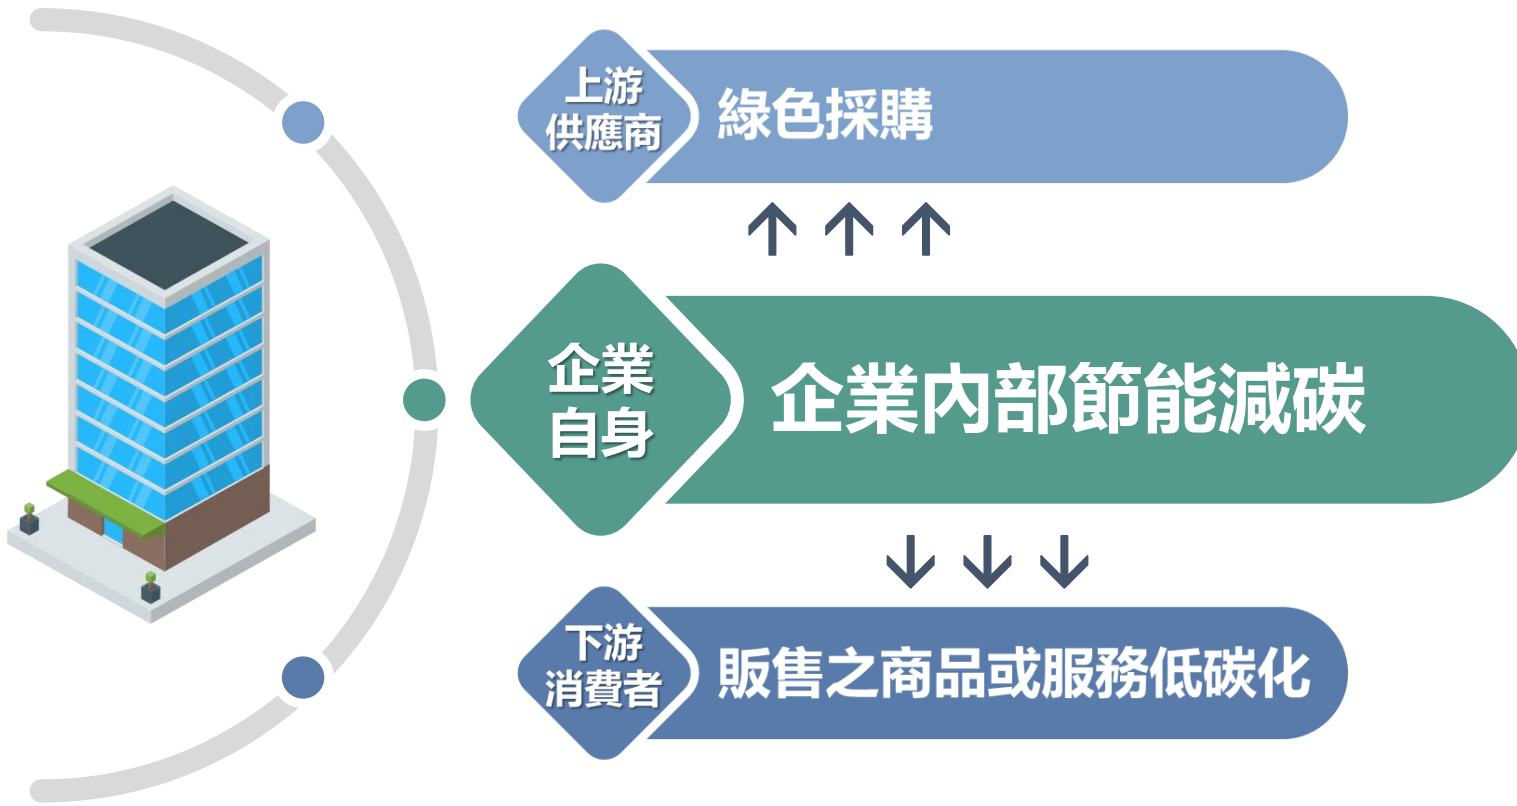 上游
供應商
綠色採購
企業
自身
企業內部節能減碳
下游
消費者
販售之商品或服務低碳化